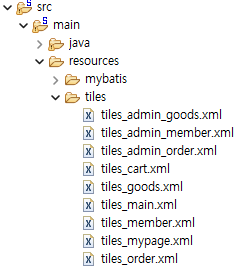 src
main
java
resources
mybatis
tiles
tiles_admin_goods.xml
tiles_admin_member.xml
tiles_admin_order.xml
tiles_cart.xml
tiles_goods.xml
tiles_main.xml
tiles_member.xml
tiles_mypage.xml
tiles_order.xml